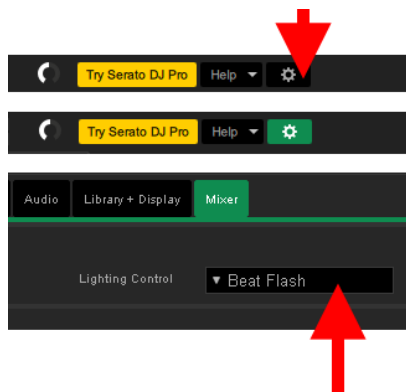 Try Serato DJ Pro Help
Try Serato DJ Pro Help
Audio Library + Display Mixer
Lighting Control Beat Flash